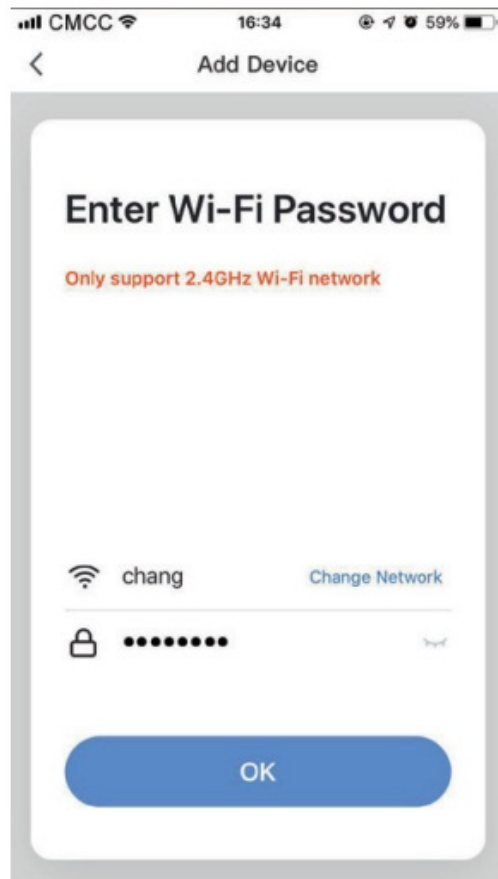 CMCC 16:34 59%
Add Device
Enter Wi-Fi Password
Only support 2.4GHz Wi-Fi network
chang Change Network
••••••••
OK